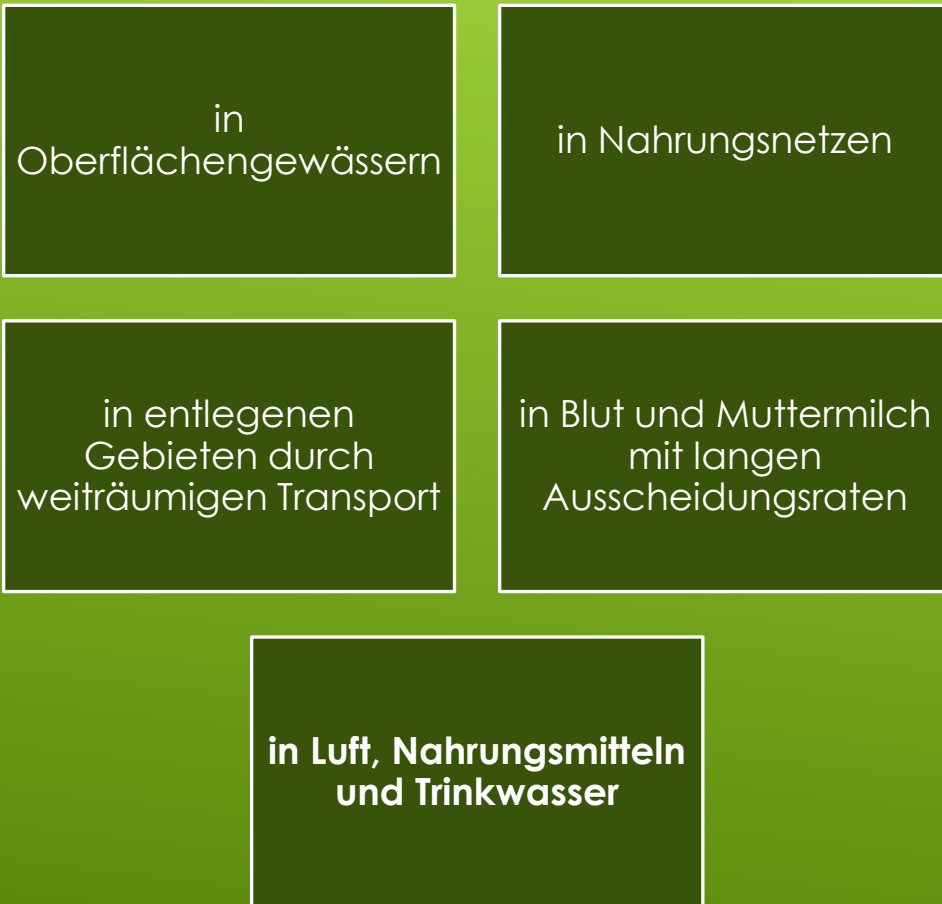 in
Oberflächengewässern
in Nahrungsnetzen
in entlegenen
Gebieten durch
weiträumigen Transport
in Blut und Muttermilch
mit langen
Ausscheidungsraten
in Luft, Nahrungsmitteln
und Trinkwasser